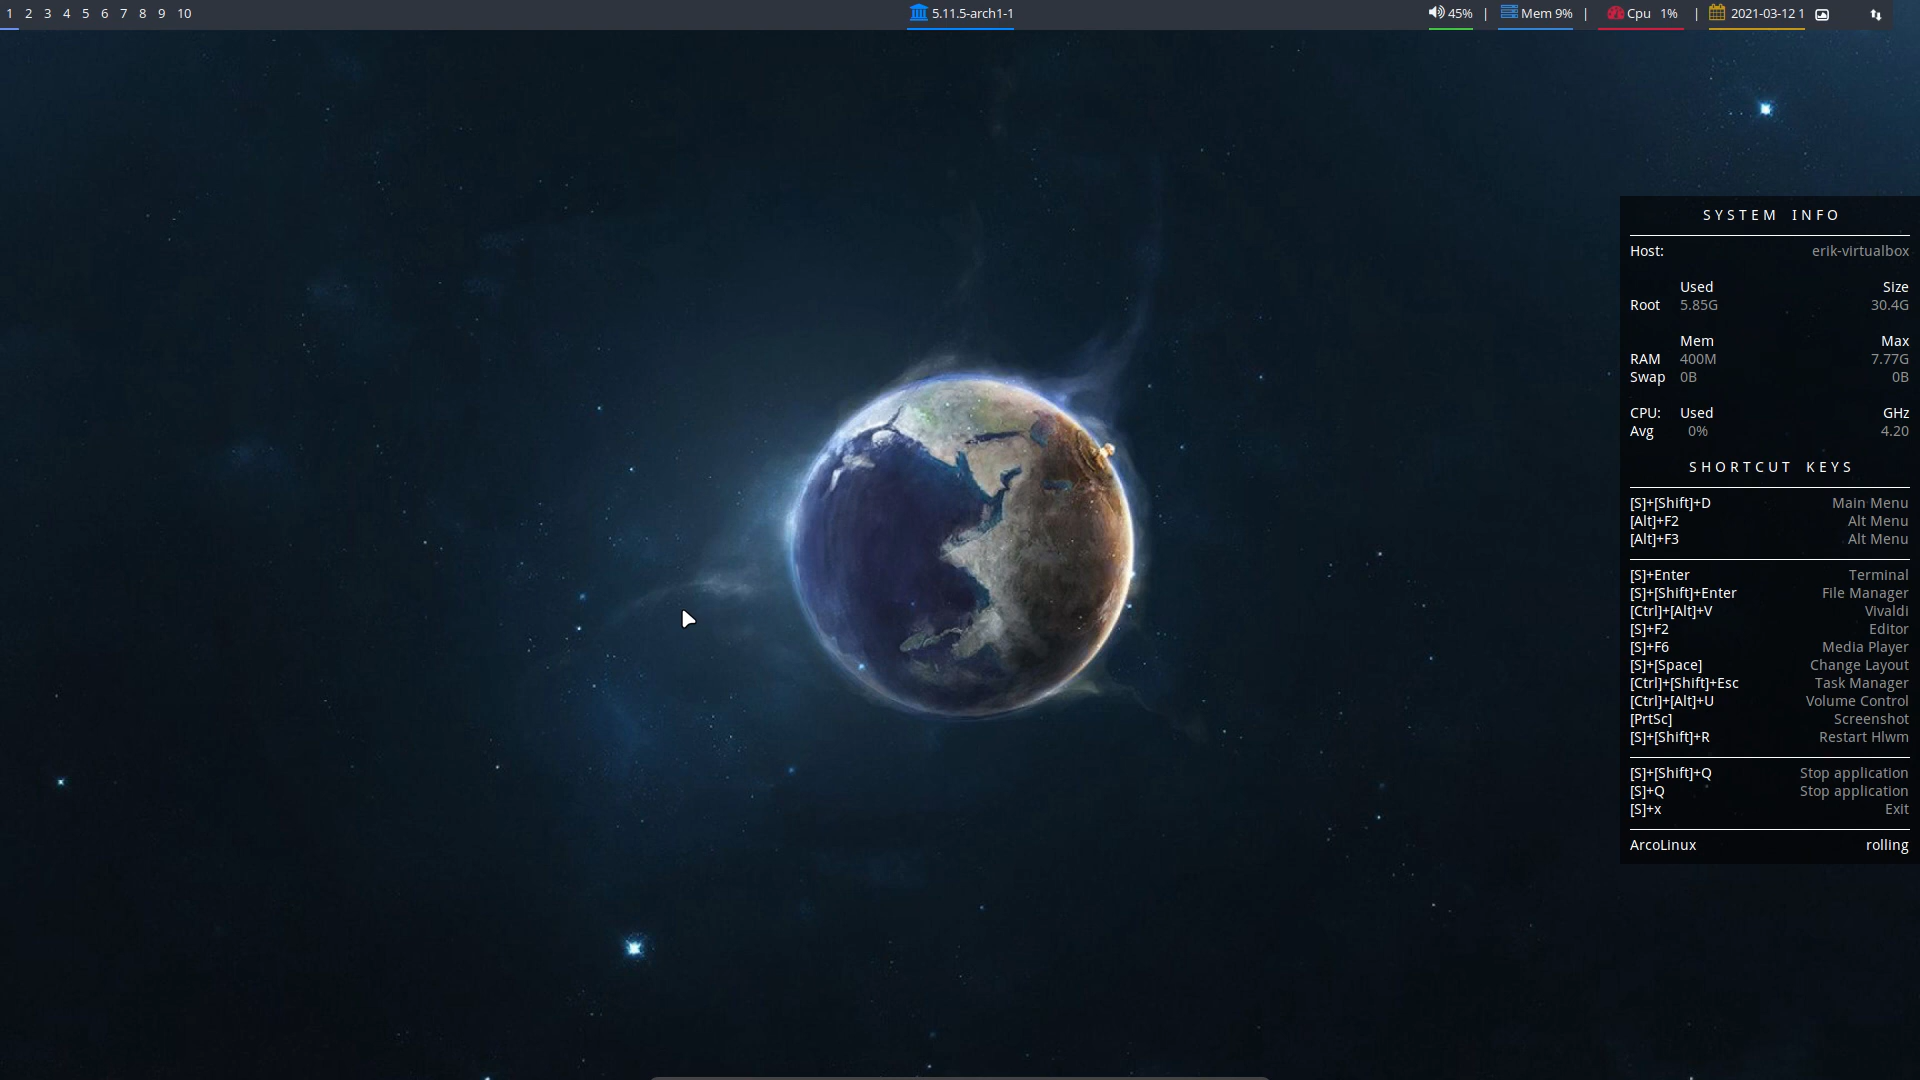 1 2 3 4 5 6 7 8 9 10 5.11.5-arch1-1 45% | Mem 9% | Cpu 1% | 2021-03-12 1
SYSTEM INFO
Host: erik-virtualbox
Used Size
Root 5.85G 30.4G
Mem Max
RAM 400M 7.77G
Swap 0B 0B
CPU: Used GHz
Avg 0% 4.20
SHORTCUT KEYS
[S]+[Shift]+D Main Menu
[Alt]+F2 Alt Menu
[Alt]+F3 Alt Menu
[S]+Enter Terminal
[S]+[Shift]+Enter File Manager
[Ctrl]+[Alt]+V Vivaldi
[S]+F2 Editor
[S]+F6 Media Player
[S]+[Space] Change Layout
[Ctrl]+[Shift]+Esc Task Manager
[Ctrl]+[Alt]+U Volume Control
[PrtSc] Screenshot
[S]+[Shift]+R Restart Hlwm
[S]+[Shift]+Q Stop application
[S]+Q Stop application
[S]+x Exit
ArcoLinux rolling